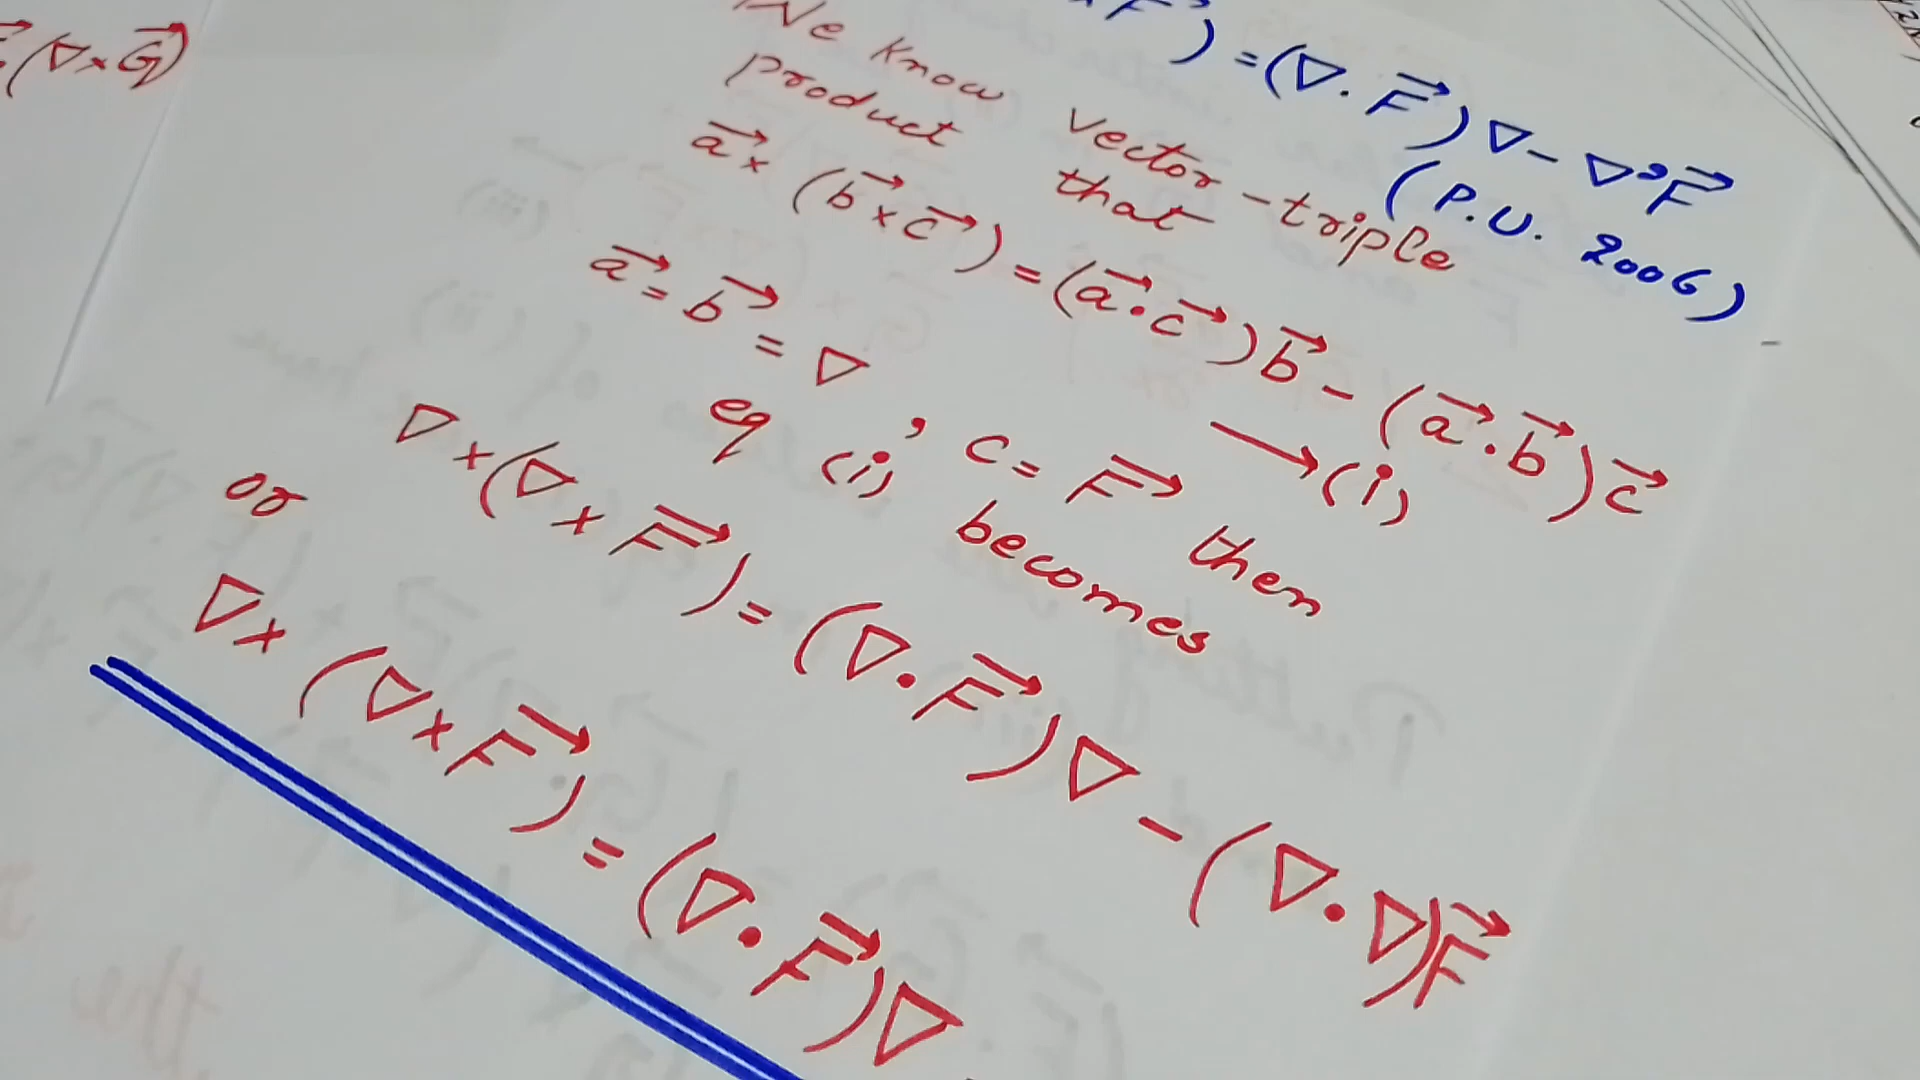 .(∇×G⃗)
×F⃗) = (∇.F⃗)∇ - ∇²F⃗
(P.U. 2006)
We know vector-triple
product that
a⃗×(b⃗×c⃗) = (a⃗.c⃗)b⃗ - (a⃗.b⃗)c⃗
→(i)
a⃗=b⃗=∇, c=F⃗ then
eq (i) becomes
∇×(∇×F⃗) = (∇.F⃗)∇ - (∇.∇)F⃗
or
∇×(∇×F⃗) = (∇.F⃗)∇